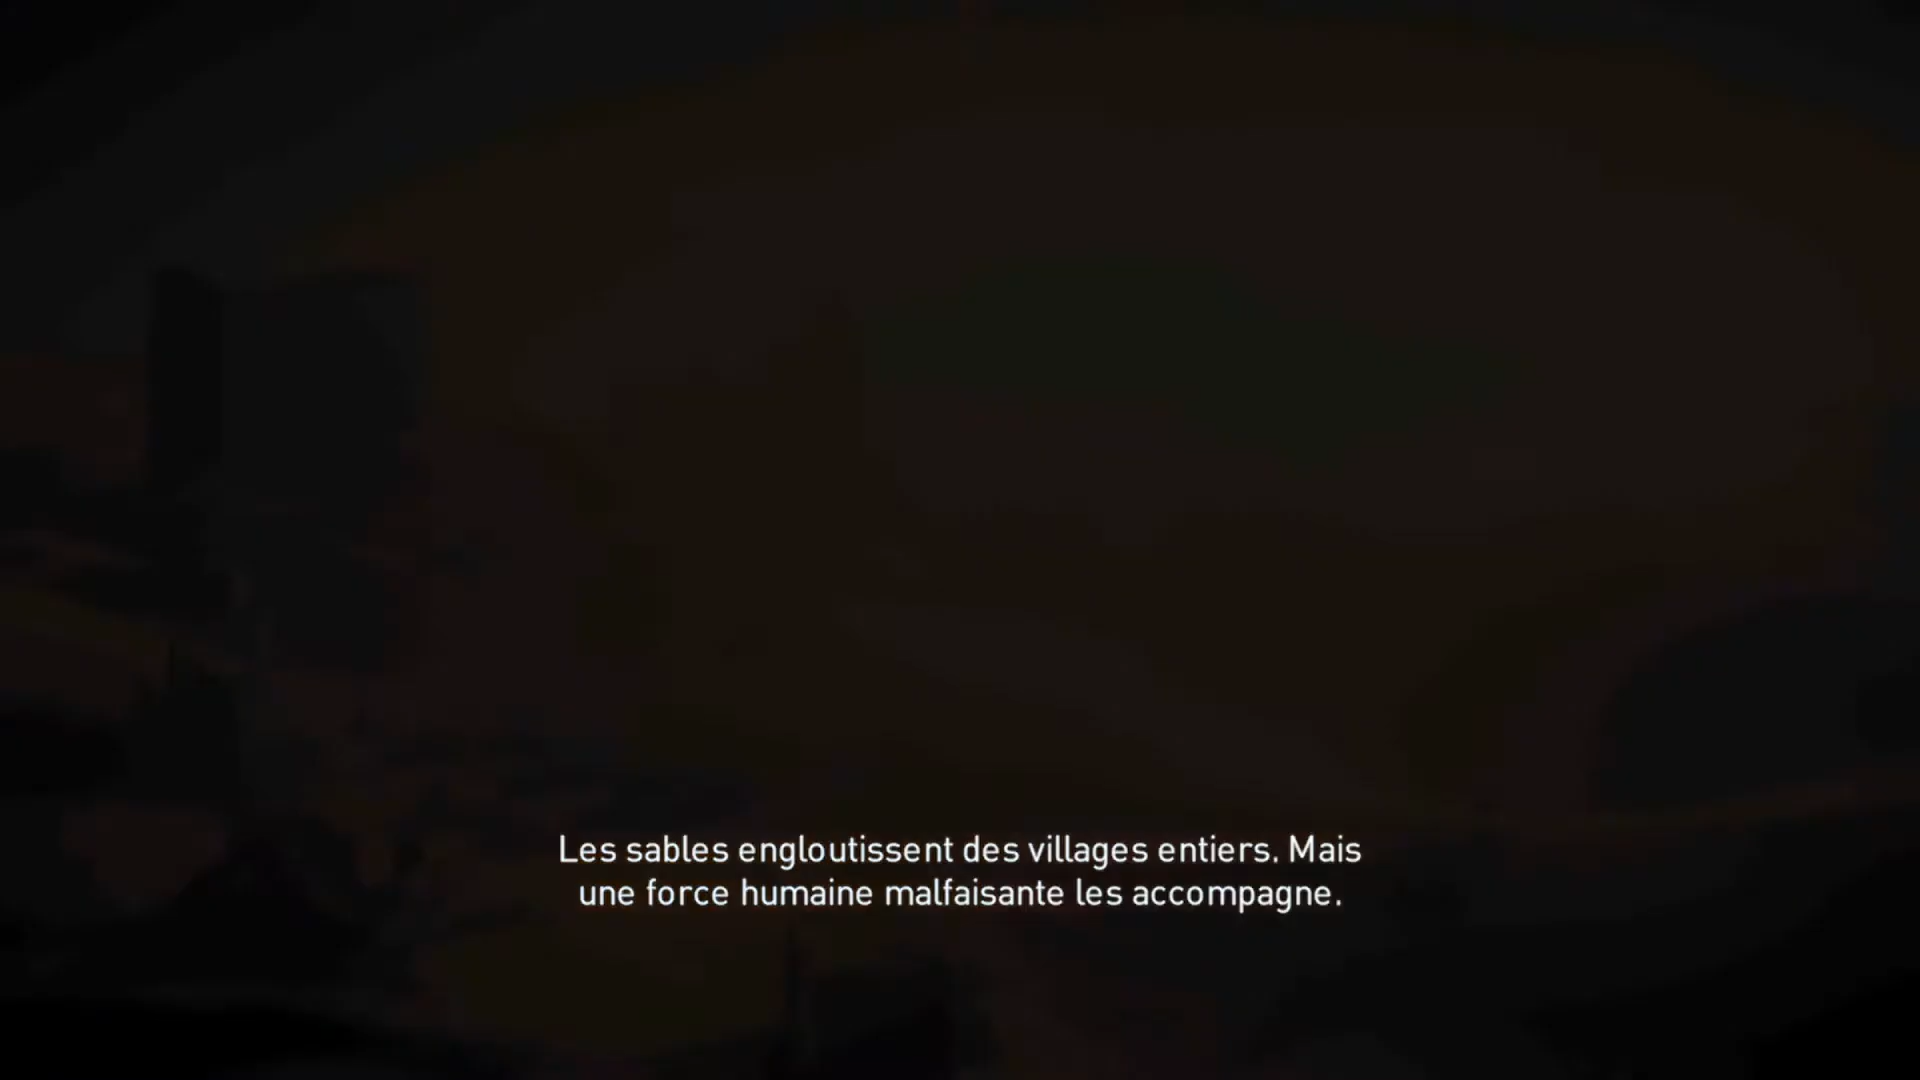 Les sables engloutissent des villages entiers. Mais
une force humaine malfaisante les accompagne.